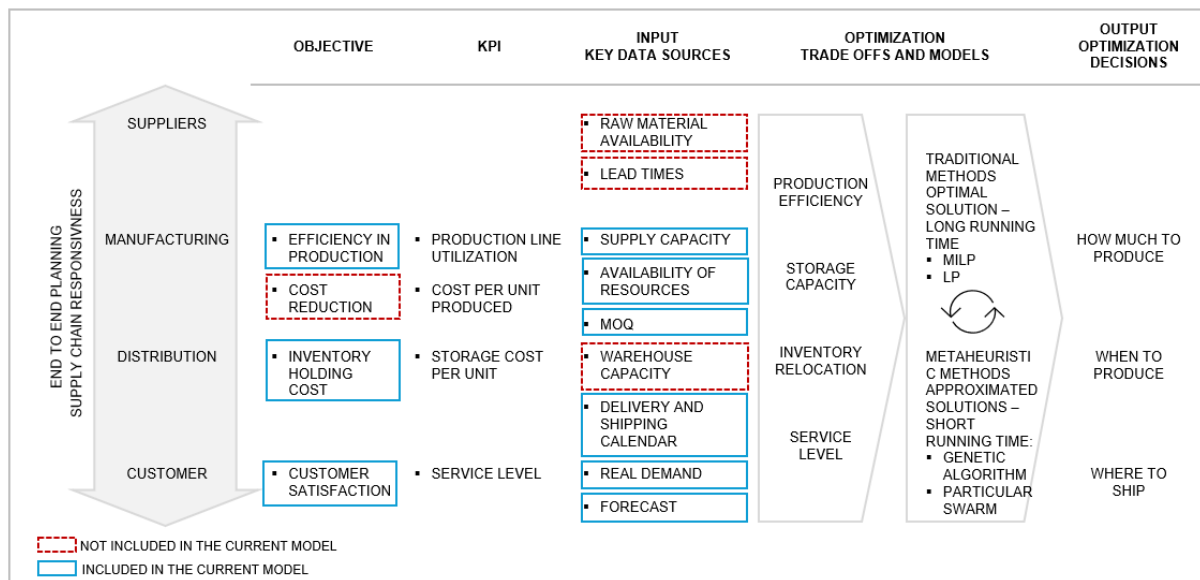 OBJECTIVE
KPI
INPUT
KEY DATA SOURCES
OPTIMIZATION
TRADE OFFS AND MODELS
OUTPUT
OPTIMIZATION
DECISIONS
END TO END PLANNING
SUPPLY CHAIN RESPONSIVNESS
SUPPLIERS
MANUFACTURING
DISTRIBUTION
CUSTOMER
▪ EFFICIENCY IN
PRODUCTION
▪ COST
REDUCTION
▪ INVENTORY
HOLDING
COST
▪ CUSTOMER
SATISFACTION
▪ PRODUCTION LINE
UTILIZATION
▪ COST PER UNIT
PRODUCED
▪ STORAGE COST
PER UNIT
▪ SERVICE LEVEL
▪ RAW MATERIAL
AVAILABILITY
▪ LEAD TIMES
▪ SUPPLY CAPACITY
▪ AVAILABILITY OF
RESOURCES
▪ MOQ
▪ WAREHOUSE
CAPACITY
▪ DELIVERY AND
SHIPPING
CALENDAR
▪ REAL DEMAND
▪ FORECAST
PRODUCTION
EFFICIENCY
STORAGE
CAPACITY
INVENTORY
RELOCATION
SERVICE
LEVEL
TRADITIONAL
METHODS
OPTIMAL
SOLUTION –
LONG RUNNING
TIME
▪ MILP
▪ LP
METAHEURISTI
C METHODS
APPROXIMATED
SOLUTIONS –
SHORT
RUNNING TIME:
▪ GENETIC
ALGORITHM
▪ PARTICULAR
SWARM
HOW MUCH TO
PRODUCE
WHEN TO
PRODUCE
WHERE TO
SHIP
NOT INCLUDED IN THE CURRENT MODEL
INCLUDED IN THE CURRENT MODEL